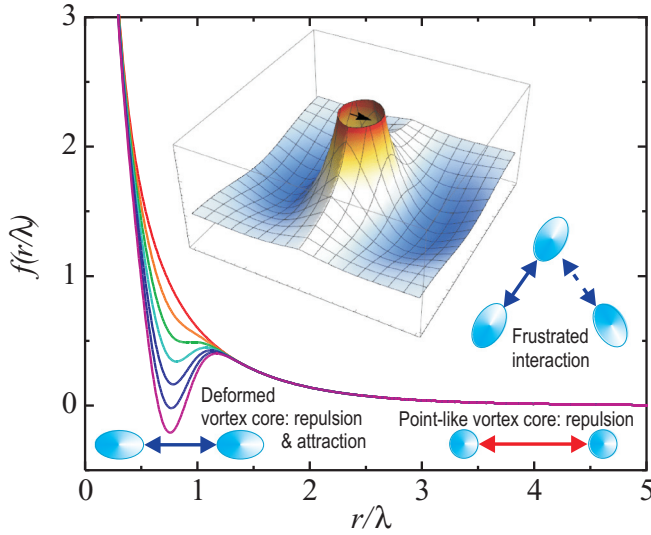 3
2
1
0
f(r/λ)
Frustrated
interaction
Deformed
vortex core: repulsion
& attraction
Point-like vortex core: repulsion
0 1 2 3 4 5
r/λ